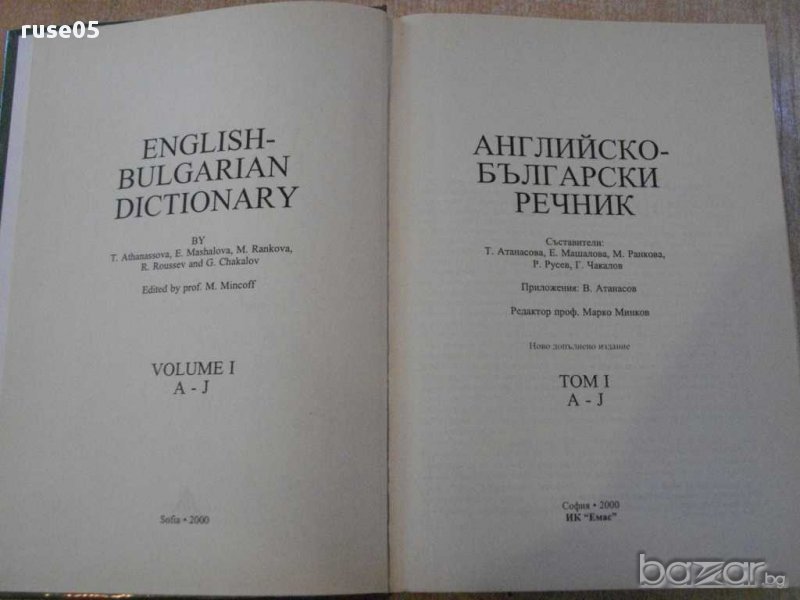 ruse05
ENGLISH-
BULGARIAN
DICTIONARY
BY
T. Athanassova, E. Mashalova, M. Rankova,
R. Roussev and G. Chakalov
Edited by prof. M. Mincoff
VOLUME I
A - J
Sofia • 2000
АНГЛИЙСКО-
БЪЛГАРСКИ
РЕЧНИК
Съставители:
Т. Атанасова, Е. Машалова, М. Ранкова,
Р. Русев, Г. Чакалов
Приложения: В. Атанасов
Редактор проф. Марко Минков
Ново допълнено издание
ТОМ I
A - J
София • 2000
ИК "Емас"
bazar.bg